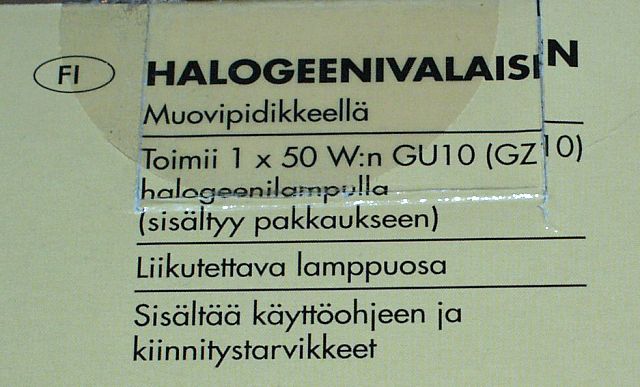 FI HALOGEENIVALAISIN
Muovipidikkeellä
Toimii 1 x 50 W:n GU10 (GZ10)
halogeenilampulla
(sisältyy pakkaukseen)
Liikutettava lamppuosa
Sisältää käyttöohjeen ja
kiinnitystarvikkeet